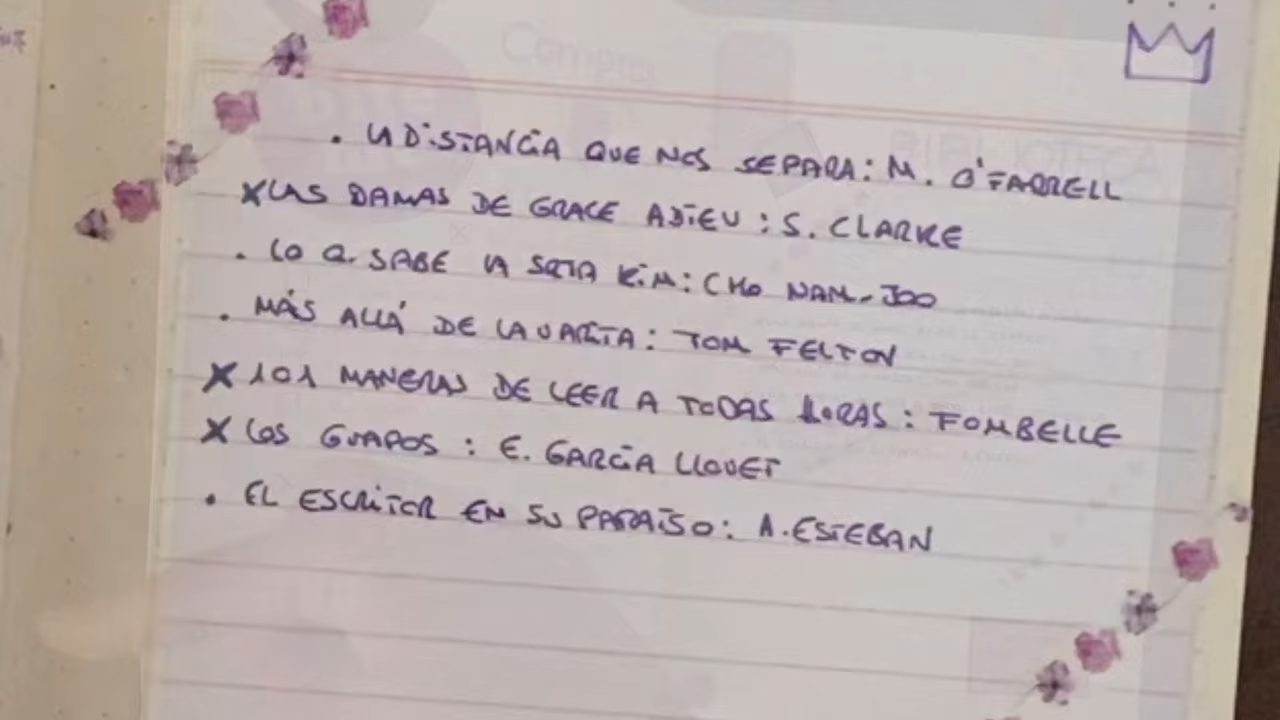 . LA DISTANCIA QUE NOS SEPARA: M. O'FARRELL
X LAS DAMAS DE GRACE ADIEU: S. CLARKE
. LO Q. SABE LA SRTA KIM: CHO NAM-JOO
. MÁS ALLÁ DE LA VARITA: TOM FELTON
X 101 MANERAS DE LEER A TODAS HORAS: FOMBELLE
X LOS GUAPOS: E. GARCÍA LLOVET
. EL ESCRITOR EN SU PARAÍSO: A. ESTEBAN